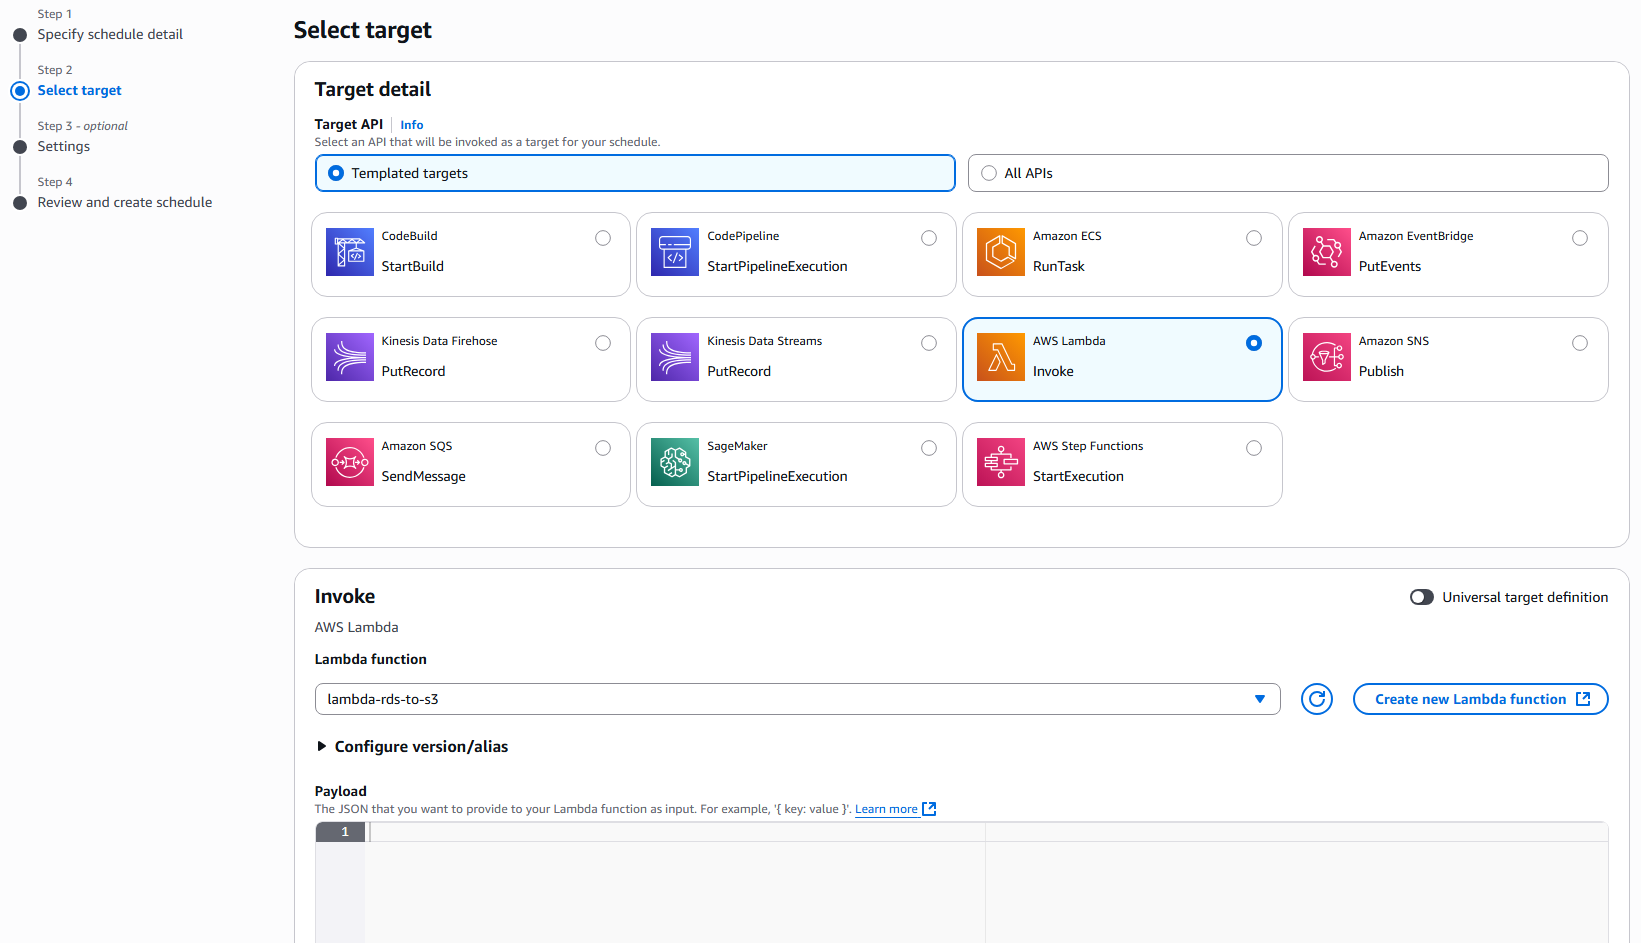 Step 1
Specify schedule detail
Step 2
Select target
Step 3 - optional
Settings
Step 4
Review and create schedule
Select target
Target detail
Target API Info
Select an API that will be invoked as a target for your schedule.
Templated targets
All APIs
CodeBuild
StartBuild
CodePipeline
StartPipelineExecution
Amazon ECS
RunTask
Amazon EventBridge
PutEvents
Kinesis Data Firehose
PutRecord
Kinesis Data Streams
PutRecord
AWS Lambda
Invoke
Amazon SNS
Publish
Amazon SQS
SendMessage
SageMaker
StartPipelineExecution
AWS Step Functions
StartExecution
Invoke
Universal target definition
AWS Lambda
Lambda function
lambda-rds-to-s3
Create new Lambda function
Configure version/alias
Payload
The JSON that you want to provide to your Lambda function as input. For example, '{ key: value }'. Learn more
1